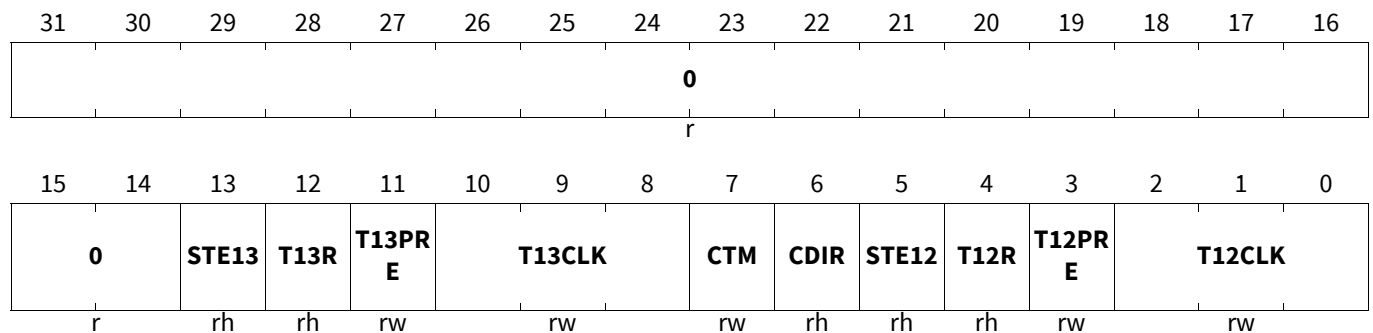 31 30 29 28 27 26 25 24 23 22 21 20 19 18 17 16
0
r
15 14 13 12 11 10 9 8 7 6 5 4 3 2 1 0
0 STE13 T13R T13PR E T13CLK CTM CDIR STE12 T12R T12PR E T12CLK
r rh rh rw rw rw rh rh rh rw rw